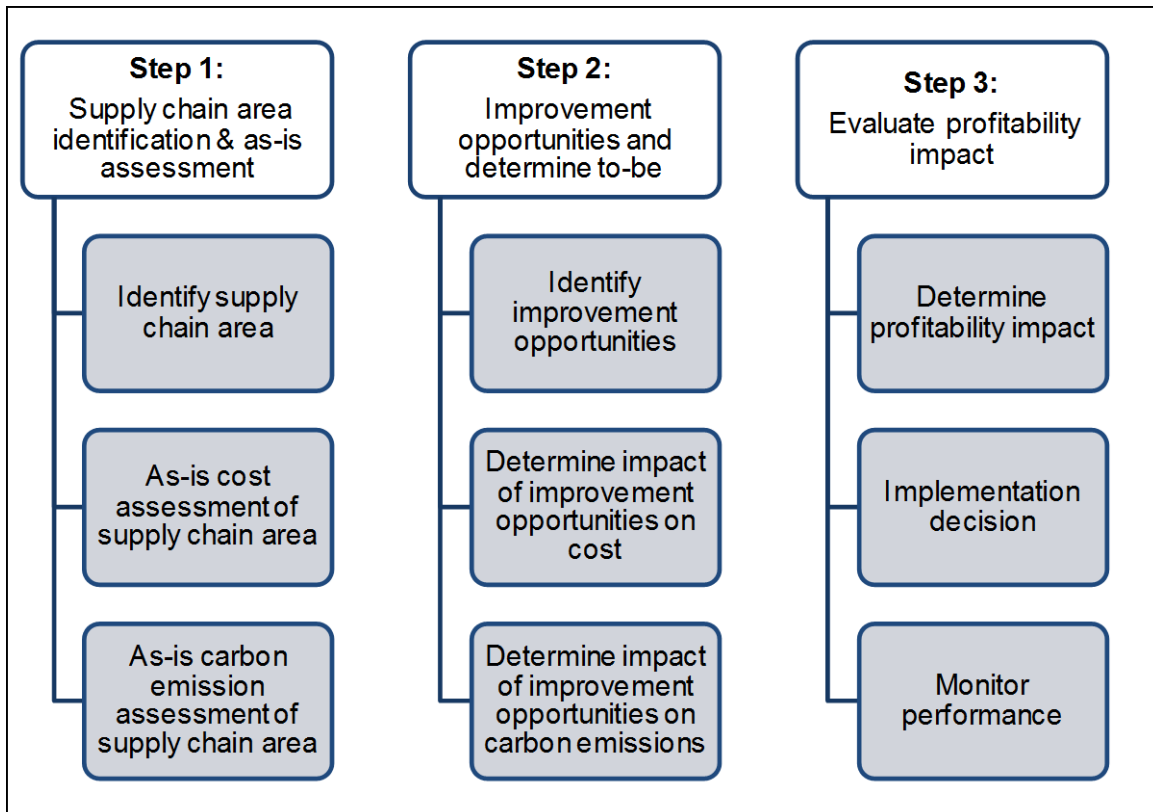 Step 1:
Supply chain area
identification & as-is
assessment
Identify supply
chain area
As-is cost
assessment of
supply chain area
As-is carbon
emission
assessment of
supply chain area
Step 2:
Improvement
opportunities and
determine to-be
Identify
improvement
opportunities
Determine impact
of improvement
opportunities on
cost
Determine impact
of improvement
opportunities on
carbon emissions
Step 3:
Evaluate profitability
impact
Determine
profitability impact
Implementation
decision
Monitor
performance